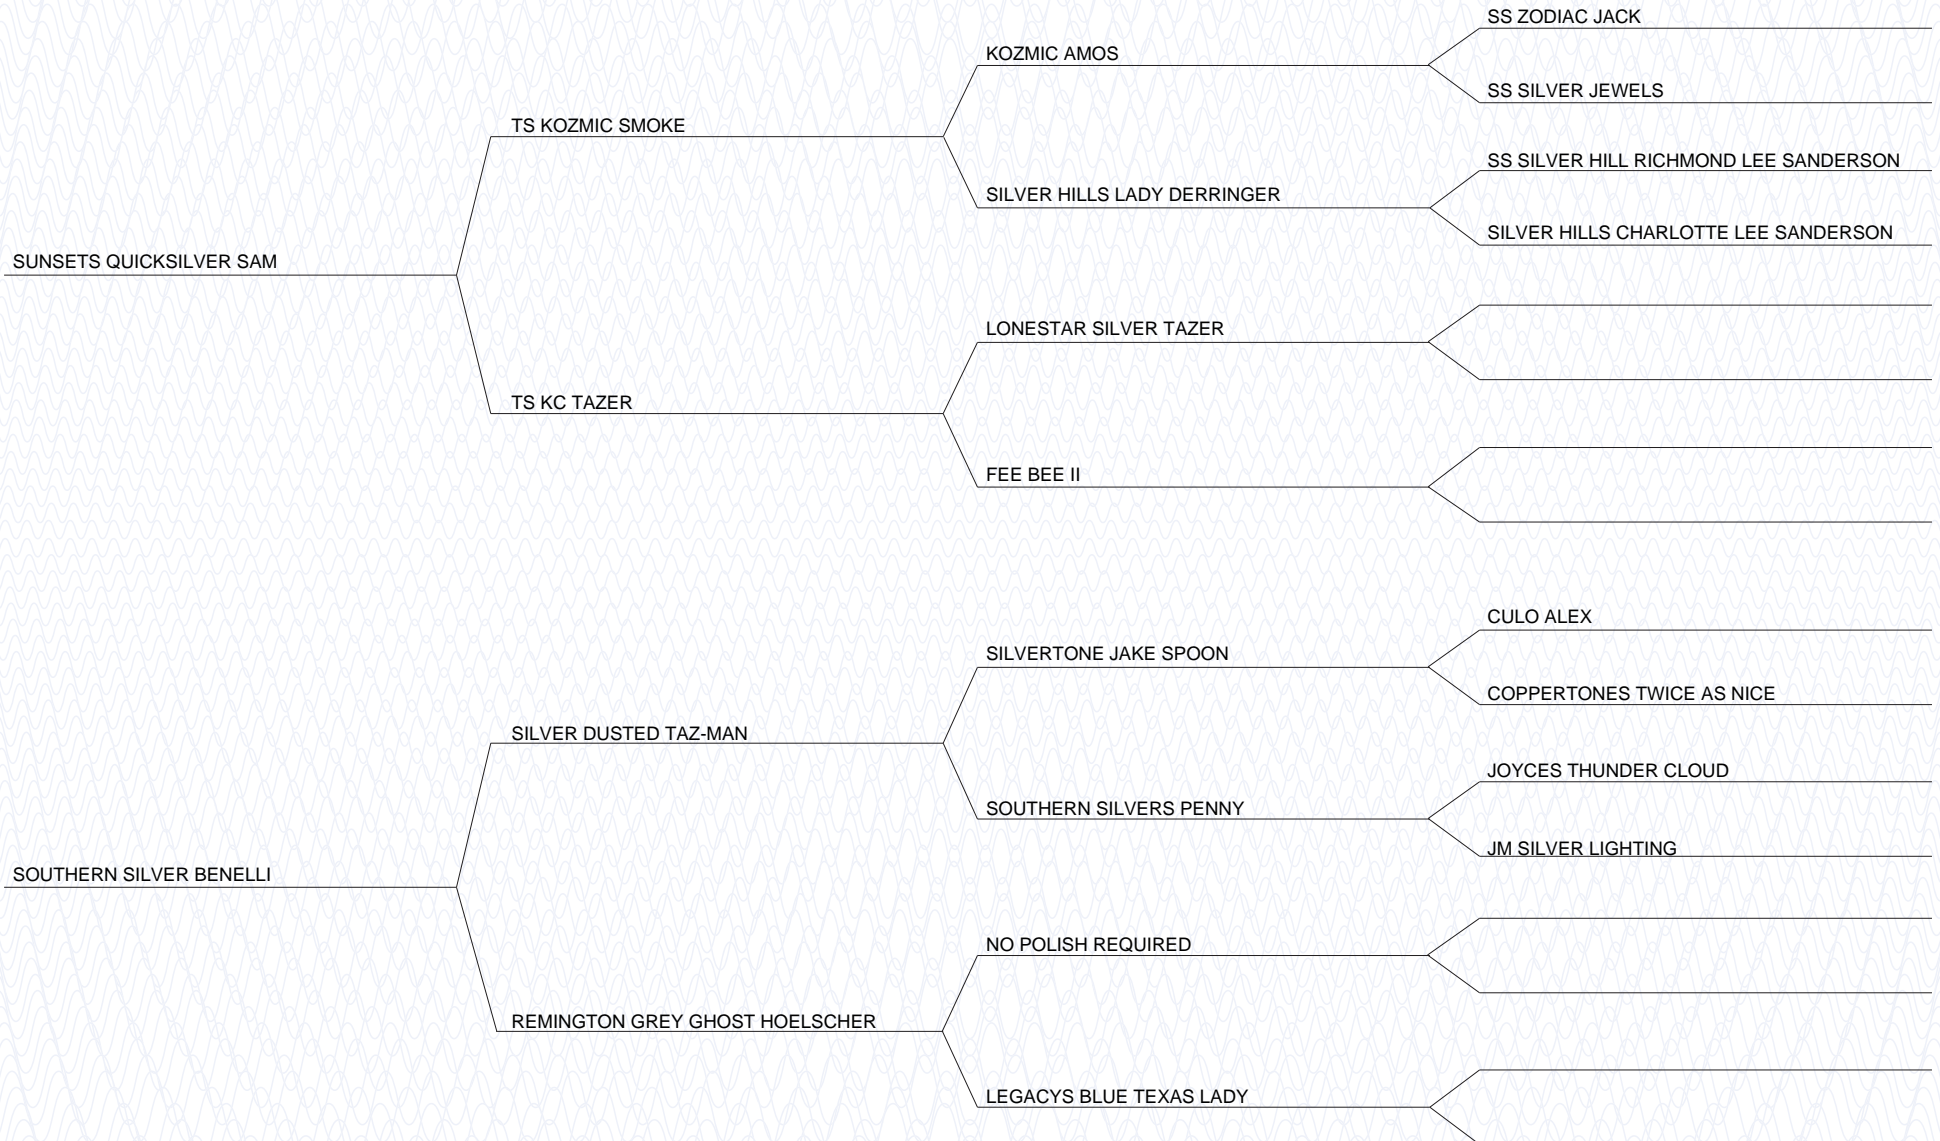 SS ZODIAC JACK
KOZMIC AMOS
SS SILVER JEWELS
TS KOZMIC SMOKE
SS SILVER HILL RICHMOND LEE SANDERSON
SILVER HILLS LADY DERRINGER
SILVER HILLS CHARLOTTE LEE SANDERSON
SUNSETS QUICKSILVER SAM
LONESTAR SILVER TAZER
TS KC TAZER
FEE BEE II
CULO ALEX
SILVERTONE JAKE SPOON
COPPERTONES TWICE AS NICE
SILVER DUSTED TAZ-MAN
JOYCES THUNDER CLOUD
SOUTHERN SILVERS PENNY
JM SILVER LIGHTING
SOUTHERN SILVER BENELLI
NO POLISH REQUIRED
REMINGTON GREY GHOST HOELSCHER
LEGACYS BLUE TEXAS LADY